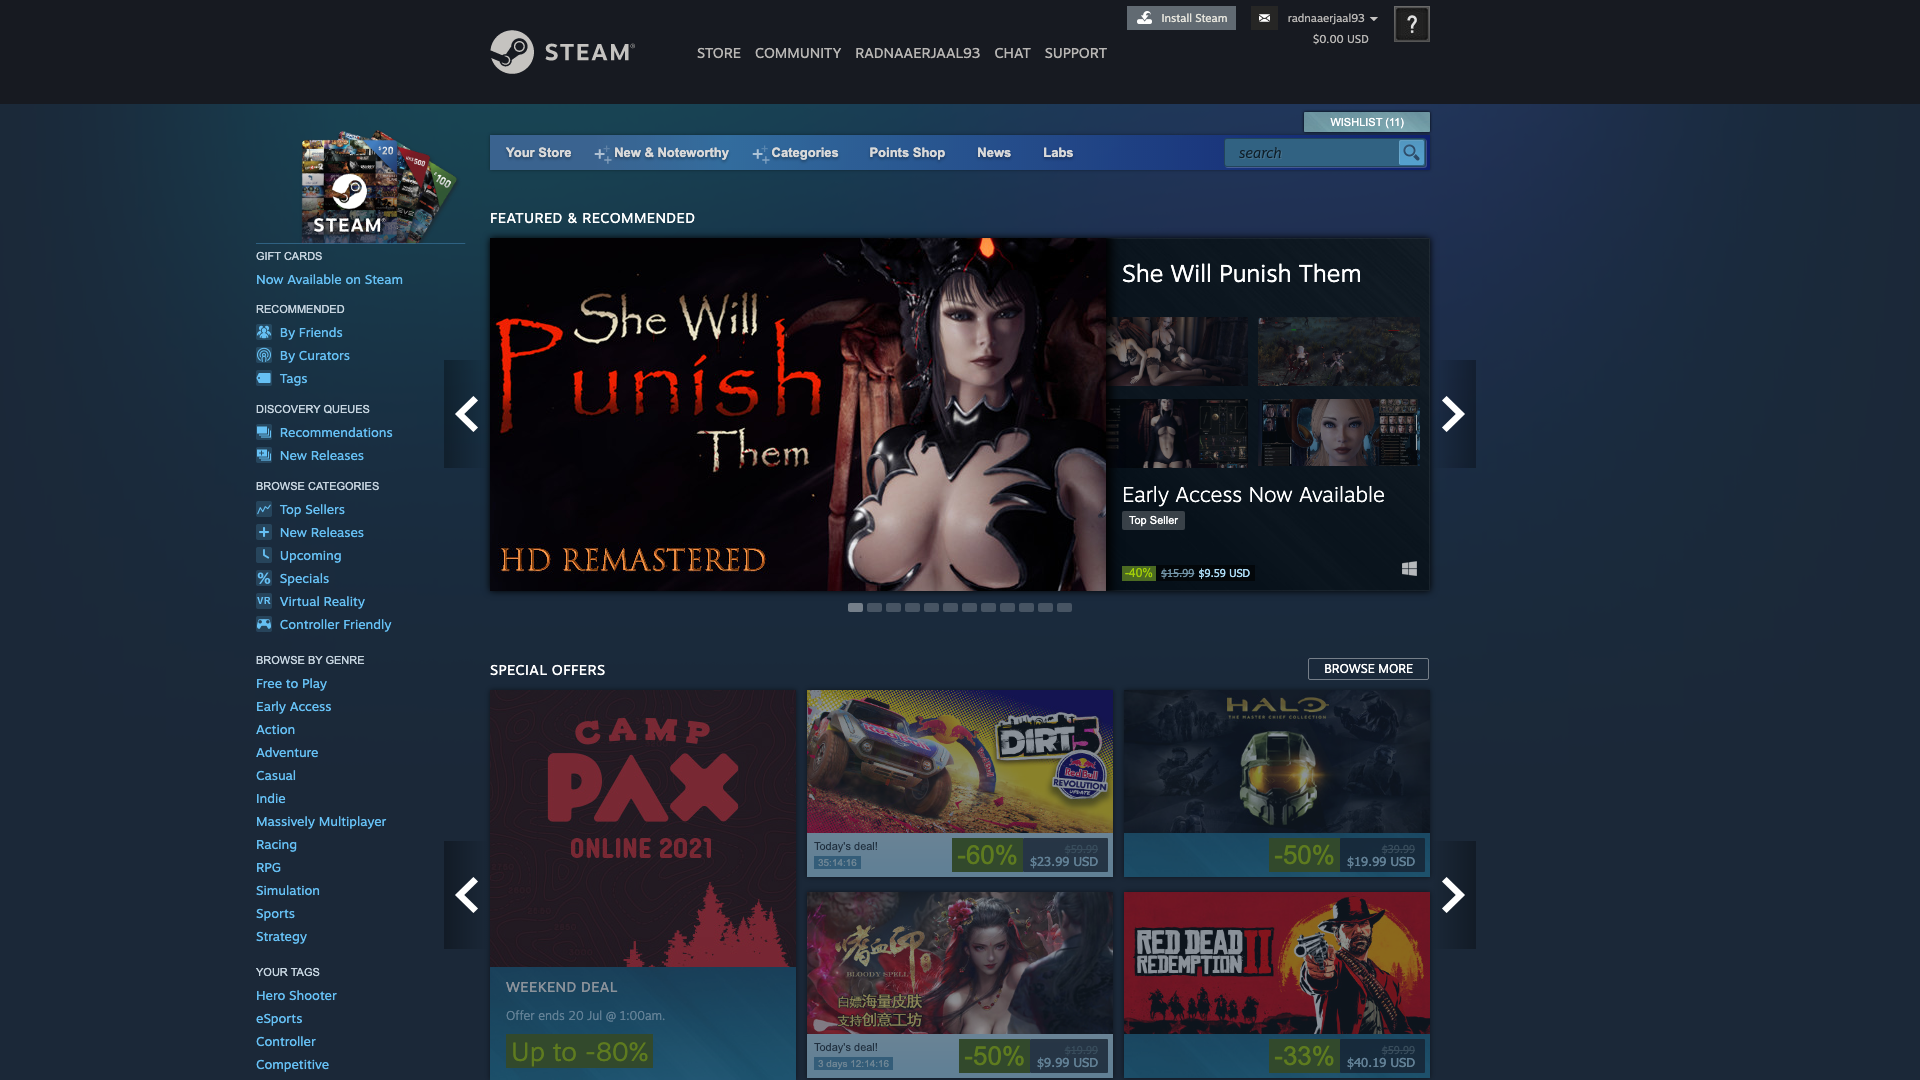 Install Steam
radnaaerjaal93
$0.00 USD
?
STEAM®
STORE COMMUNITY RADNAAERJAAL93 CHAT SUPPORT
WISHLIST (11)
Your Store New & Noteworthy Categories Points Shop News Labs search
$20
$500
$100
STEAM
GIFT CARDS
Now Available on Steam
RECOMMENDED
By Friends
By Curators
Tags
DISCOVERY QUEUES
Recommendations
New Releases
BROWSE CATEGORIES
Top Sellers
New Releases
Upcoming
Specials
VR Virtual Reality
Controller Friendly
BROWSE BY GENRE
Free to Play
Early Access
Action
Adventure
Casual
Indie
Massively Multiplayer
Racing
RPG
Simulation
Sports
Strategy
YOUR TAGS
Hero Shooter
eSports
Controller
Competitive
FEATURED & RECOMMENDED
She Will
Punish
Them
HD REMASTERED
She Will Punish Them
Early Access Now Available
Top Seller
-40% $15.99 $9.59 USD
SPECIAL OFFERS
BROWSE MORE
CAMP
PAX
ONLINE 2021
WEEKEND DEAL
Offer ends 20 Jul @ 1:00am.
Up to -80%
DIRT 5
Red Bull
REVOLUTION
UPDATE
Today's deal!
35:14:16
-60%
$59.99
$23.99 USD
HALO
THE MASTER CHIEF COLLECTION
-50%
$39.99
$19.99 USD
嗜血印
BLOODY SPELL
白嫖海量皮肤
支持创意工坊
Today's deal!
3 days 12:14:16
-50%
$19.99
$9.99 USD
RED DEAD
REDEMPTION II
-33%
$59.99
$40.19 USD